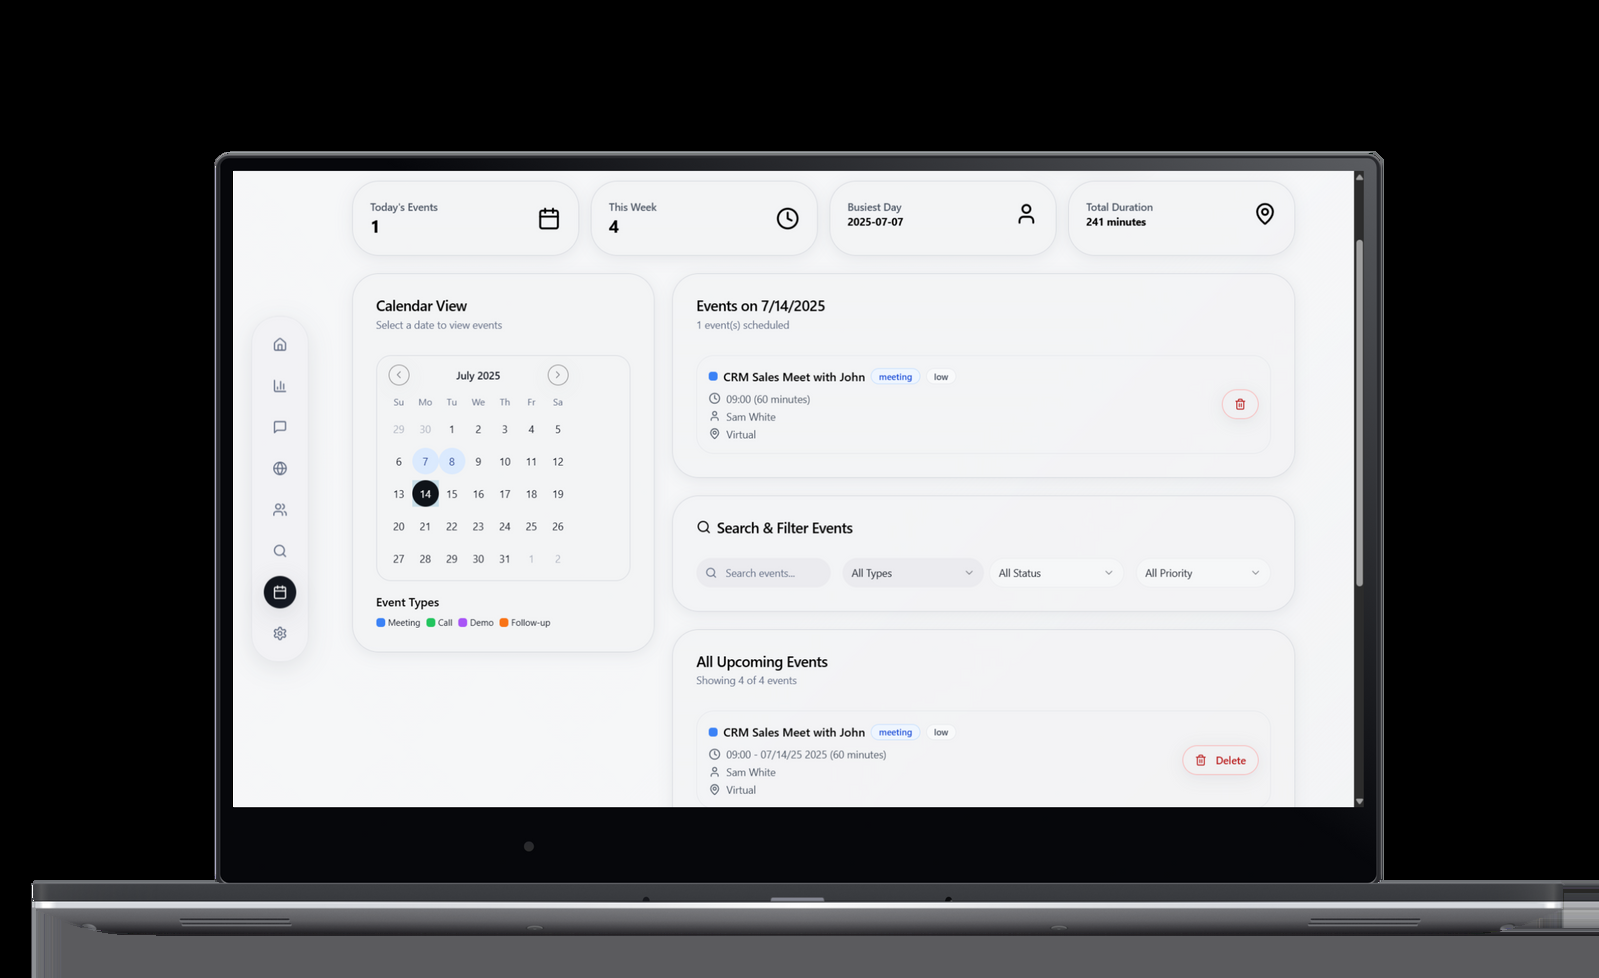 Today's Events
1
This Week
4
Busiest Day
2025-07-07
Total Duration
241 minutes
Calendar View
Select a date to view events
July 2025
Su Mo Tu We Th Fr Sa
29 30 1 2 3 4 5
6 7 8 9 10 11 12
13 14 15 16 17 18 19
20 21 22 23 24 25 26
27 28 29 30 31 1 2
Event Types
Meeting Call Demo Follow-up
Events on 7/14/2025
1 event(s) scheduled
CRM Sales Meet with John meeting low
09:00 (60 minutes)
Sam White
Virtual
Search & Filter Events
Search events... All Types All Status All Priority
All Upcoming Events
Showing 4 of 4 events
CRM Sales Meet with John meeting low
09:00 - 07/14/25 2025 (60 minutes)
Sam White
Virtual
Delete